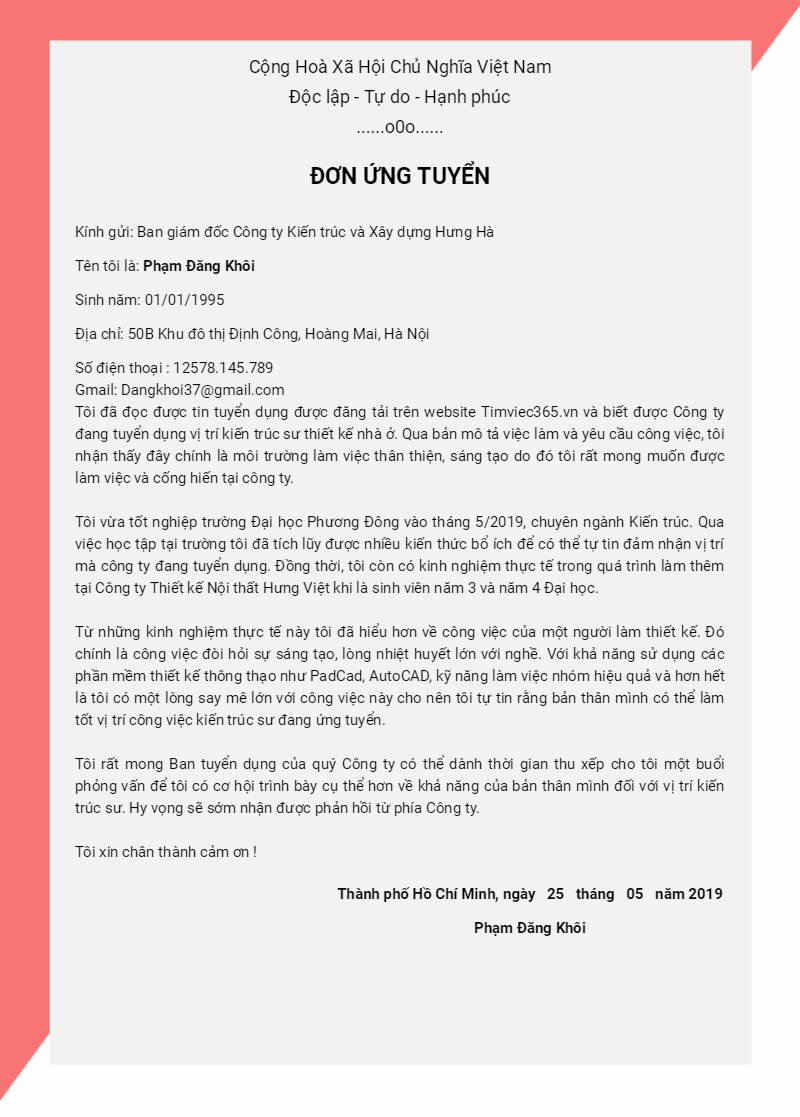 Cộng Hoà Xã Hội Chủ Nghĩa Việt Nam
Độc lập - Tự do - Hạnh phúc
......o0o......
ĐƠN ỨNG TUYỂN
Kính gửi: Ban giám đốc Công ty Kiến trúc và Xây dựng Hưng Hà
Tên tôi là: Phạm Đăng Khôi
Sinh năm: 01/01/1995
Địa chỉ: 50B Khu đô thị Định Công, Hoàng Mai, Hà Nội
Số điện thoại : 12578.145.789
Gmail: Dangkhoi37@gmail.com
Tôi đã đọc được tin tuyển dụng được đăng tải trên website Timviec365.vn và biết được Công ty
đang tuyển dụng vị trí kiến trúc sư thiết kế nhà ở. Qua bản mô tả việc làm và yêu cầu công việc, tôi
nhận thấy đây chính là môi trường làm việc thân thiện, sáng tạo do đó tôi rất mong muốn được
làm việc và cống hiến tại công ty.
Tôi vừa tốt nghiệp trường Đại học Phương Đông vào tháng 5/2019, chuyên ngành Kiến trúc. Qua
việc học tập tại trường tôi đã tích lũy được nhiều kiến thức bổ ích để có thể tự tin đảm nhận vị trí
mà công ty đang tuyển dụng. Đồng thời, tôi còn có kinh nghiệm thực tế trong quá trình làm thêm
tại Công ty Thiết kế Nội thất Hưng Việt khi là sinh viên năm 3 và năm 4 Đại học.
Từ những kinh nghiệm thực tế này tôi đã hiểu hơn về công việc của một người làm thiết kế. Đó
chính là công việc đòi hỏi sự sáng tạo, lòng nhiệt huyết lớn với nghề. Với khả năng sử dụng các
phần mềm thiết kế thông thạo như PadCad, AutoCAD, kỹ năng làm việc nhóm hiệu quả và hơn hết
là tôi có một lòng say mê lớn với công việc này cho nên tôi tự tin rằng bản thân mình có thể làm
tốt vị trí công việc kiến trúc sư đang ứng tuyển.
Tôi rất mong Ban tuyển dụng của quý Công ty có thể dành thời gian thu xếp cho tôi một buổi
phỏng vấn để tôi có cơ hội trình bày cụ thể hơn về khả năng của bản thân mình đối với vị trí kiến
trúc sư. Hy vọng sẽ sớm nhận được phản hồi từ phía Công ty.
Tôi xin chân thành cảm ơn !
Thành phố Hồ Chí Minh, ngày 25 tháng 05 năm 2019
Phạm Đăng Khôi